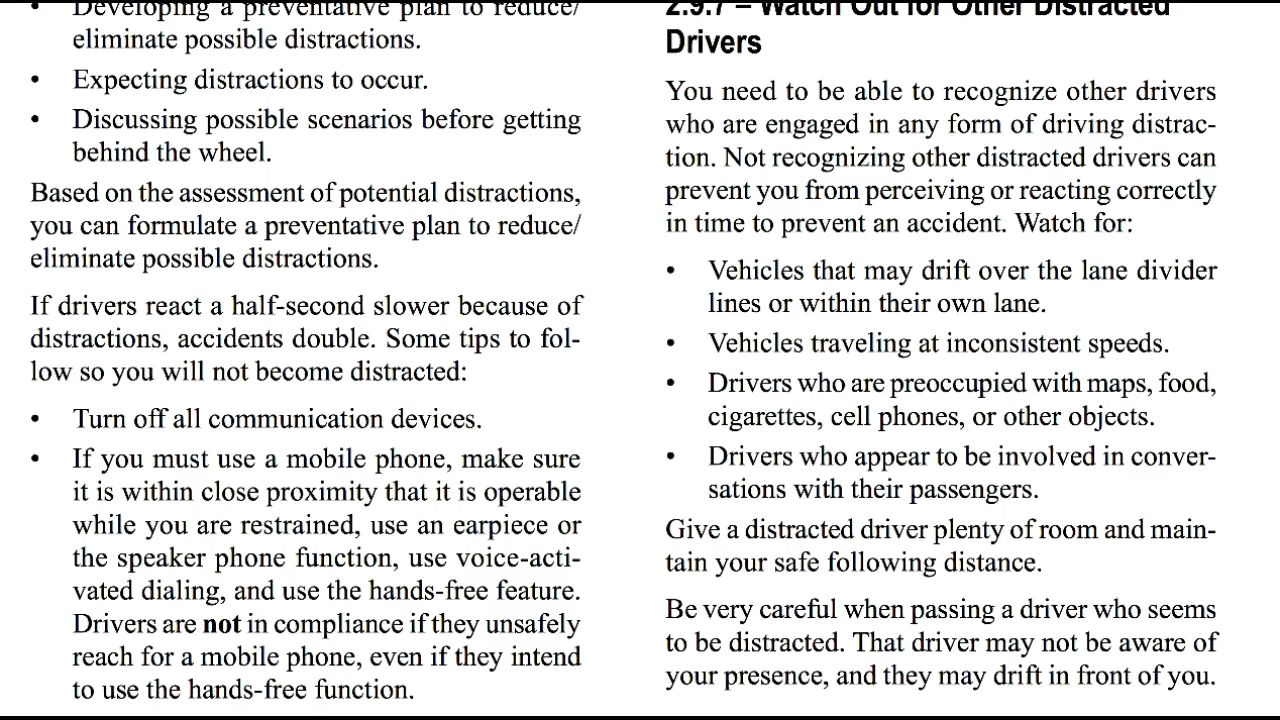 Developing a preventative plan to reduce/
eliminate possible distractions.
• Expecting distractions to occur.
• Discussing possible scenarios before getting
behind the wheel.
Based on the assessment of potential distractions,
you can formulate a preventative plan to reduce/
eliminate possible distractions.
If drivers react a half-second slower because of
distractions, accidents double. Some tips to fol-
low so you will not become distracted:
• Turn off all communication devices.
• If you must use a mobile phone, make sure
it is within close proximity that it is operable
while you are restrained, use an earpiece or
the speaker phone function, use voice-acti-
vated dialing, and use the hands-free feature.
Drivers are not in compliance if they unsafely
reach for a mobile phone, even if they intend
to use the hands-free function.
2.9.7 – Watch Out for Other Distracted
Drivers
You need to be able to recognize other drivers
who are engaged in any form of driving distrac-
tion. Not recognizing other distracted drivers can
prevent you from perceiving or reacting correctly
in time to prevent an accident. Watch for:
• Vehicles that may drift over the lane divider
lines or within their own lane.
• Vehicles traveling at inconsistent speeds.
• Drivers who are preoccupied with maps, food,
cigarettes, cell phones, or other objects.
• Drivers who appear to be involved in conver-
sations with their passengers.
Give a distracted driver plenty of room and main-
tain your safe following distance.
Be very careful when passing a driver who seems
to be distracted. That driver may not be aware of
your presence, and they may drift in front of you.